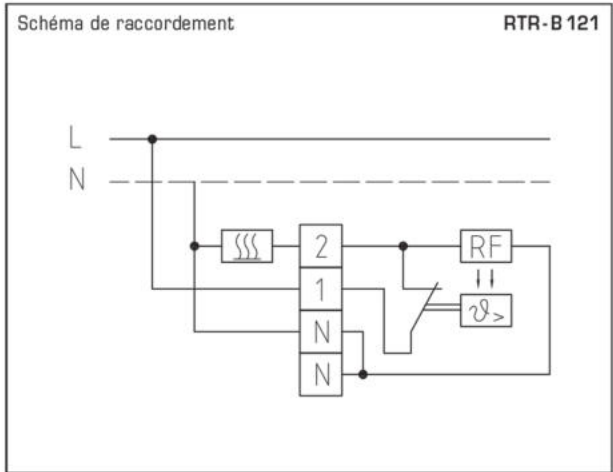 Schéma de raccordement RTR-B 121
L
N
2 RF
1
ϑ>
N
N